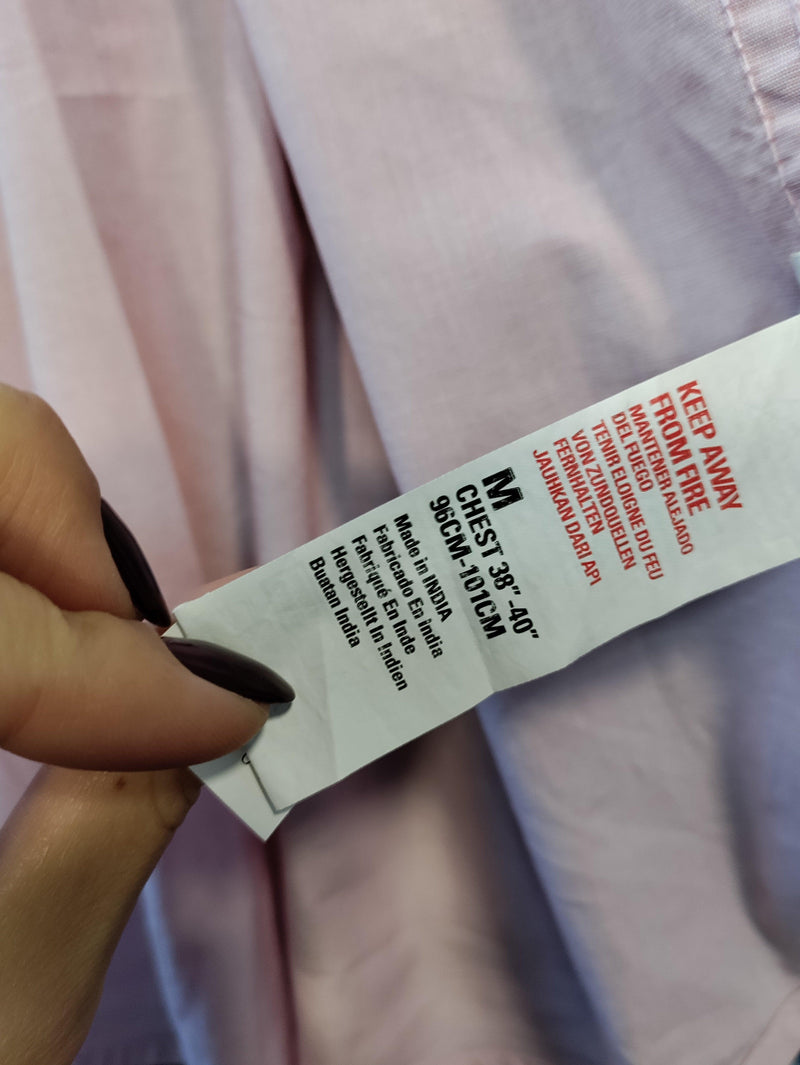 KEEP AWAY
FROM FIRE
MANTENER ALEJADO
DEL FUEGO
TENIR ELOIGNE DU FEU
VON ZUNDQUELLEN
FERNHALTEN
JAUHKAN DARI API
M
CHEST 38"-40"
96CM-101CM
Made in INDIA
Fabricado En india
Fabriqué En Inde
Hergestellt In Indien
Buatan India